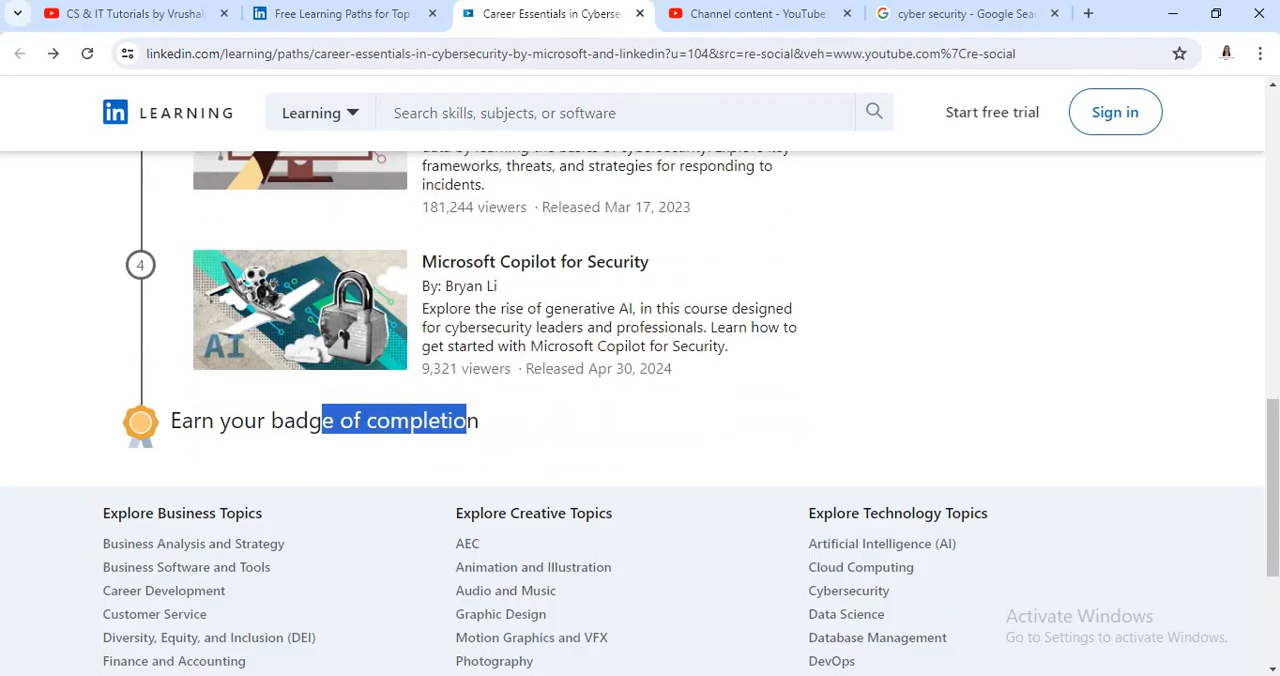 CS & IT Tutorials by Vrushal
Free Learning Paths for Top
Essentials in Cyberse
Channel content - YouTube
cyber security - Google Sea
linkedin.com/learning/paths/career-essentials-in-cybersecurity-by-microsoft-and-linkedin?u=104&src=re-social&veh=www.youtube.com%7Cre-social
in LEARNING
Learning
Search skills, subjects, or software
Start free trial
Sign in
frameworks, threats, and strategies for responding to
incidents.
181,244 viewers · Released Mar 17, 2023
4
Microsoft Copilot for Security
By: Bryan Li
Explore the rise of generative AI, in this course designed
for cybersecurity leaders and professionals. Learn how to
get started with Microsoft Copilot for Security.
9,321 viewers · Released Apr 30, 2024
AI
Earn your badge of completion
Explore Business Topics
Business Analysis and Strategy
Business Software and Tools
Career Development
Customer Service
Diversity, Equity, and Inclusion (DEI)
Finance and Accounting
Explore Creative Topics
AEC
Animation and Illustration
Audio and Music
Graphic Design
Motion Graphics and VFX
Photography
Explore Technology Topics
Artificial Intelligence (AI)
Cloud Computing
Cybersecurity
Data Science
Database Management
DevOps
Activate Windows
Go to Settings to activate Windows.